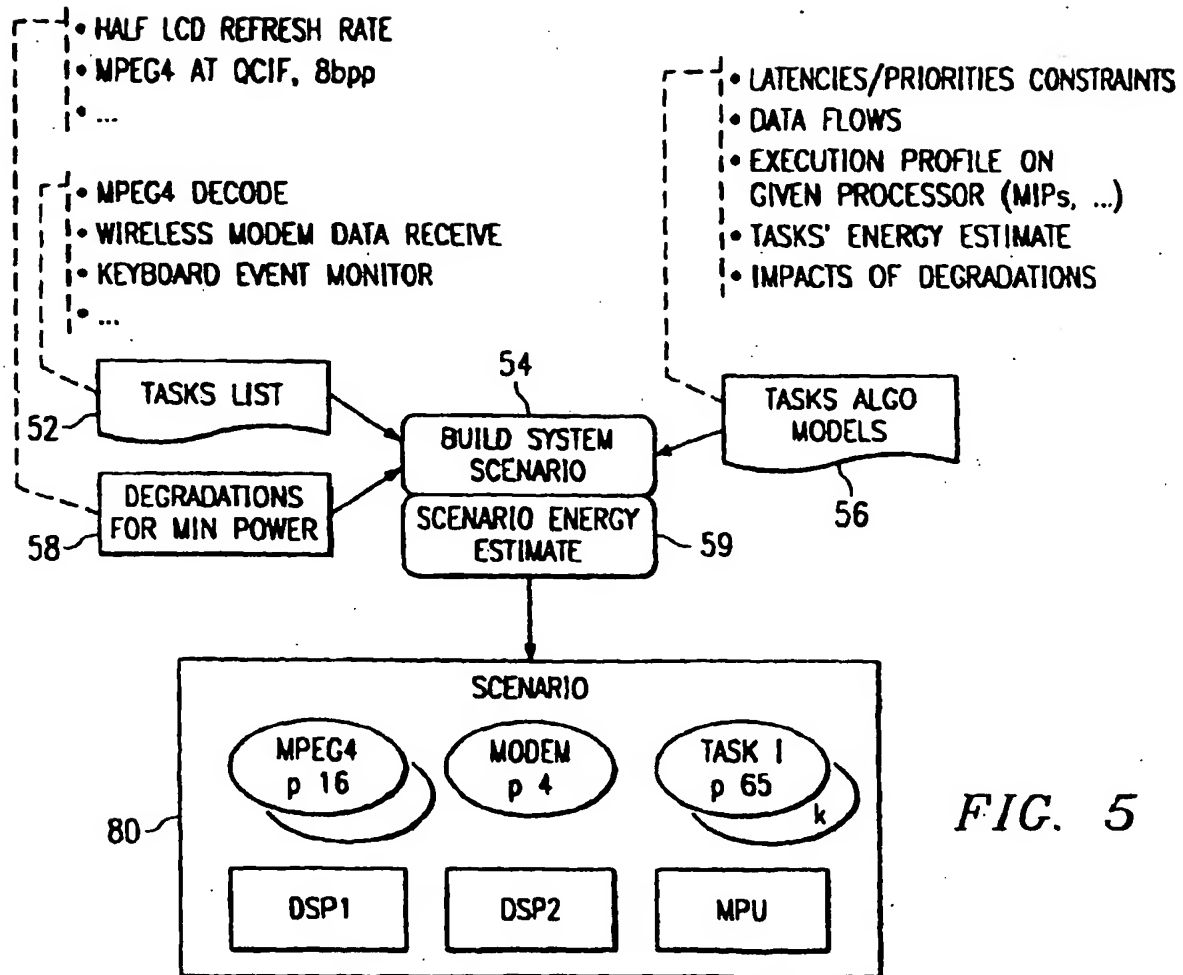 • HALF LCD REFRESH RATE
• MPEG4 AT QCIF, 8bpp
• ...
• MPEG4 DECODE
• WIRELESS MODEM DATA RECEIVE
• KEYBOARD EVENT MONITOR
• ...
• LATENCIES/PRIORITIES CONSTRAINTS
• DATA FLOWS
• EXECUTION PROFILE ON
GIVEN PROCESSOR (MIPs, ...)
• TASKS' ENERGY ESTIMATE
• IMPACTS OF DEGRADATIONS
TASKS LIST
52
DEGRADATIONS
FOR MIN POWER
58
54
BUILD SYSTEM
SCENARIO
SCENARIO ENERGY
ESTIMATE
59
TASKS ALGO
MODELS
56
SCENARIO
MPEG4
p 16
MODEM
p 4
TASK I
p 65
k
80
DSP1
DSP2
MPU
FIG. 5